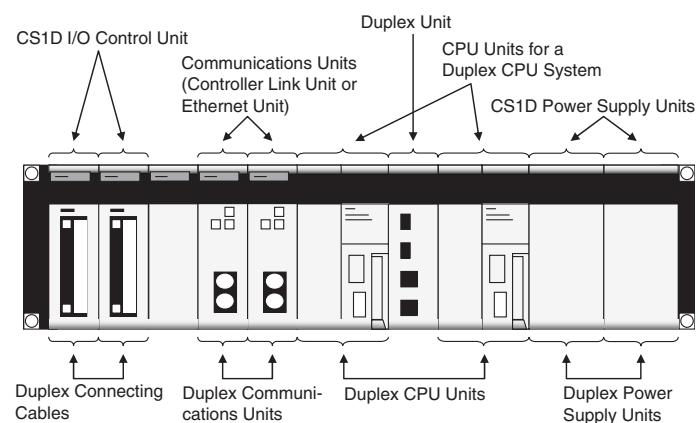 Duplex Unit
CS1D I/O Control Unit
Communications Units
(Controller Link Unit or
Ethernet Unit)
CPU Units for a
Duplex CPU System
CS1D Power Supply Units
Duplex Connecting
Cables
Duplex Communi-
cations Units
Duplex CPU Units
Duplex Power
Supply Units